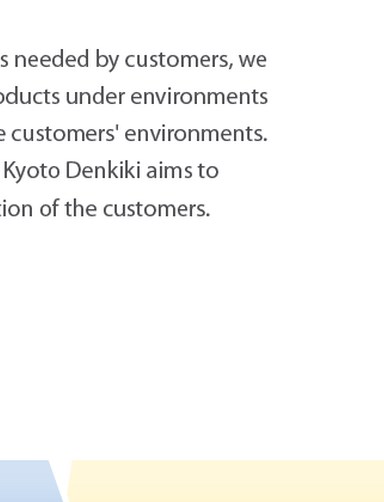 s needed by customers, we
oducts under environments
e customers' environments.
Kyoto Denkiki aims to
tion of the customers.